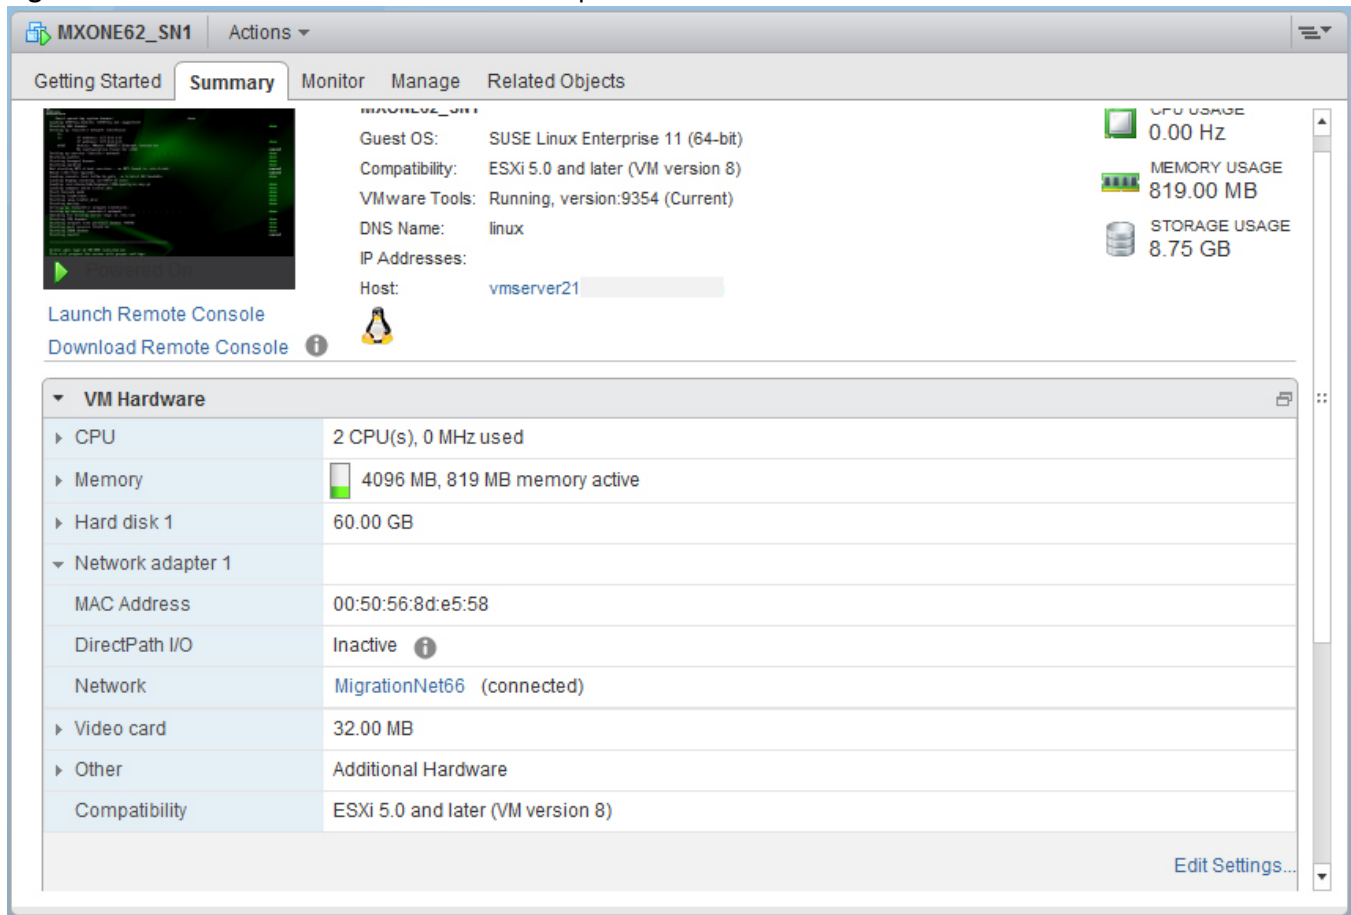 MXONE62_SN1 Actions
Getting Started Summary Monitor Manage Related Objects
MXONE62_SN1
CPU USAGE
0.00 Hz
Guest OS: SUSE Linux Enterprise 11 (64-bit)
Compatibility: ESXi 5.0 and later (VM version 8)
MEMORY USAGE
819.00 MB
VMware Tools: Running, version:9354 (Current)
DNS Name: linux
STORAGE USAGE
8.75 GB
IP Addresses:
Powered On
Host: vmserver21
Launch Remote Console
Download Remote Console
VM Hardware
CPU 2 CPU(s), 0 MHz used
Memory 4096 MB, 819 MB memory active
Hard disk 1 60.00 GB
Network adapter 1
MAC Address 00:50:56:8d:e5:58
DirectPath I/O Inactive
Network MigrationNet66 (connected)
Video card 32.00 MB
Other Additional Hardware
Compatibility ESXi 5.0 and later (VM version 8)
Edit Settings...